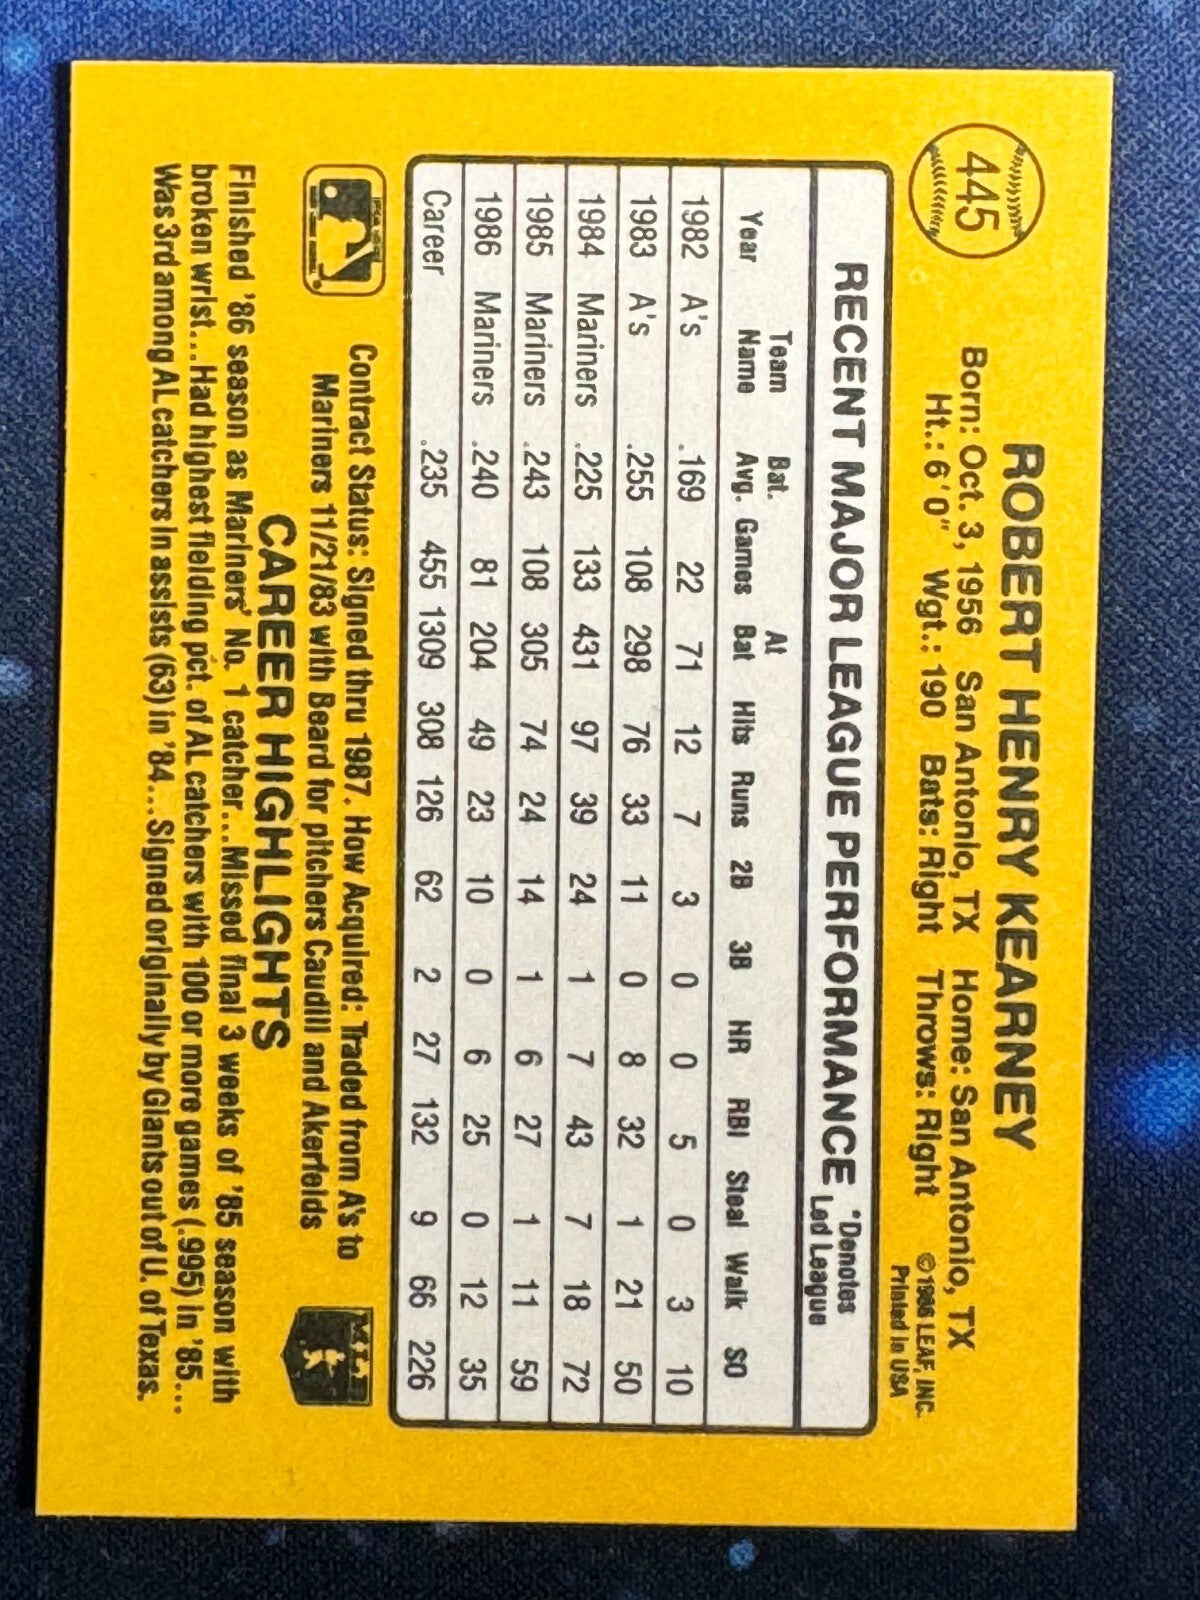 445
ROBERT HENRY KEARNEY
Born: Oct. 3, 1956 San Antonio, TX Home: San Antonio, TX
Ht.: 6'0" Wgt.: 190 Bats: Right Throws: Right
©1986 LEAF, INC.
Printed in USA
RECENT MAJOR LEAGUE PERFORMANCE
*Denotes
Led League
Year Team Name Bat. Avg. Games At Bat Hits Runs 2B 3B HR RBI Steal Walk SO
1982 A's .169 22 71 12 7 3 0 0 5 0 3 10
1983 A's .255 108 298 76 33 11 0 8 32 1 21 50
1984 Mariners .225 133 431 97 39 24 1 7 43 7 18 72
1985 Mariners .243 108 305 74 24 14 1 6 27 1 11 59
1986 Mariners .240 81 204 49 23 10 0 6 25 0 12 35
Career .235 455 1309 308 126 62 2 27 132 9 66 226
Contract Status: Signed thru 1987. How Acquired: Traded from A's to
Mariners 11/21/83 with Beard for pitchers Caudill and Akerfelds
CAREER HIGHLIGHTS
Finished '86 season as Mariners' No. 1 catcher...Missed final 3 weeks of '85 season with
broken wrist...Had highest fielding pct. of AL catchers with 100 or more games (.995) in '85...
Was 3rd among AL catchers in assists (63) in '84...Signed originally by Giants out of U. of Texas.